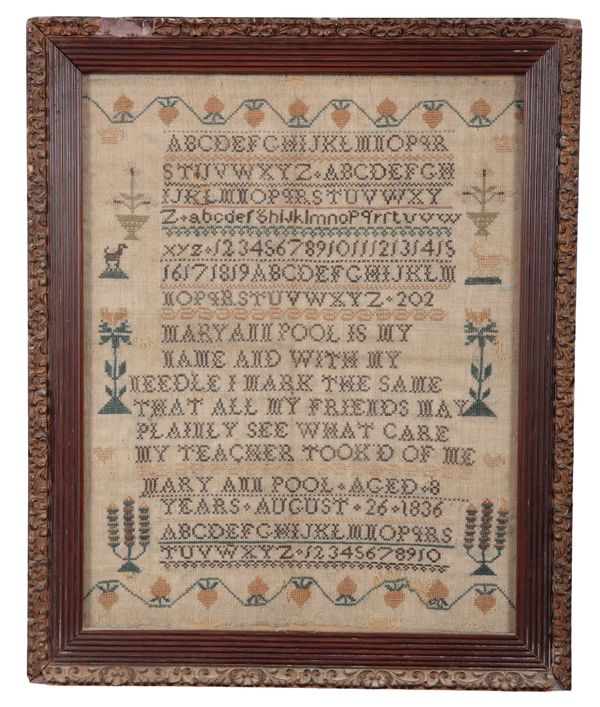 ABCDEFGHIJKLMNOPQR
STUVWXYZ ABCDEFGH
IJKLMNOPQRSTUVWXY
Z abcdefghijklmnoPqrrtuvw
xyz 1234567891011121314151
16171819ABCDEFGHIJKLM
NOPQRSTUVWXYZ 202
MARY ANN POOL IS MY
NAME AND WITH MY
NEEDLE I MARK THE SAME
THAT ALL MY FRIENDS MAY
PLAINLY SEE WHAT CARE
MY TEACHER TOOK'D OF ME
MARY ANN POOL AGED 8
YEARS AUGUST 26 1836
ABCDEFGHIJKLMNOPQRS
TUVWXYZ 12345678910